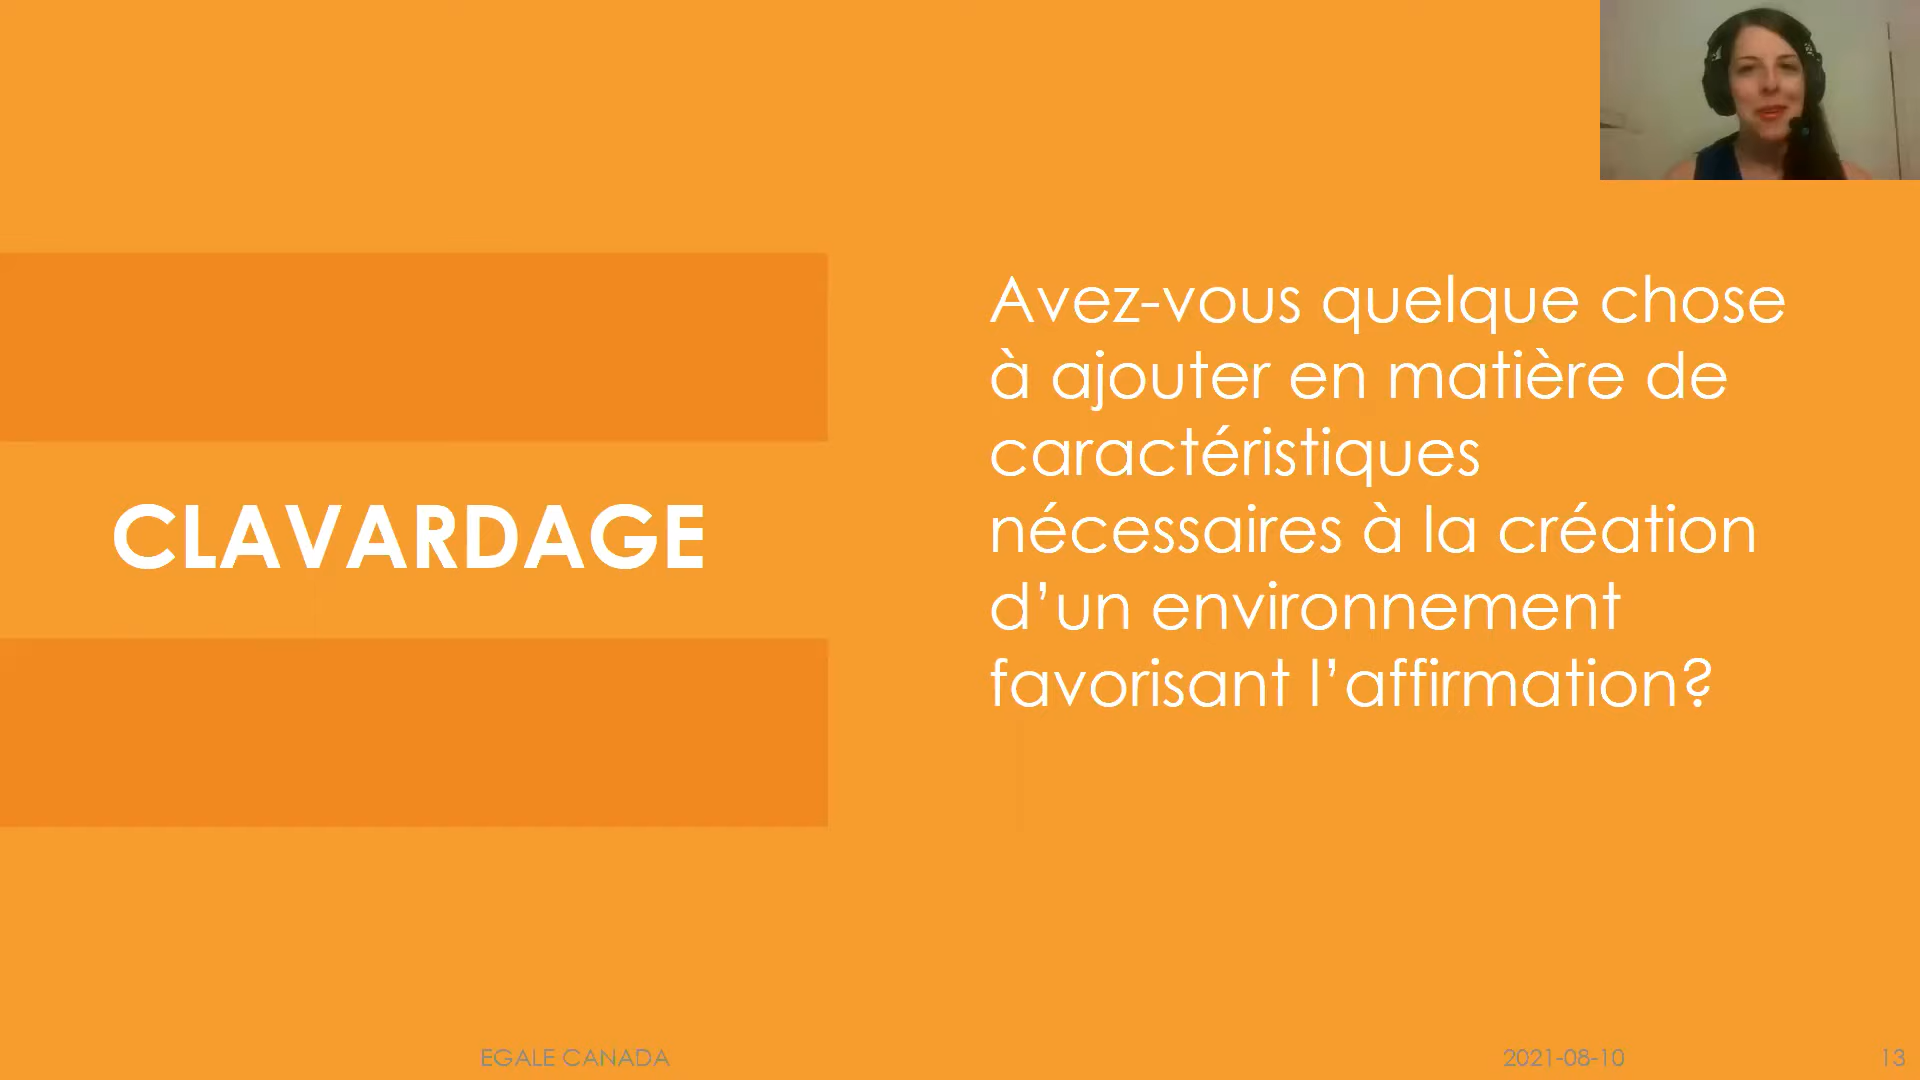 CLAVARDAGE
Avez-vous quelque chose
à ajouter en matière de
caractéristiques
nécessaires à la création
d’un environnement
favorisant l’affirmation?
EGALE CANADA
2021-08-10
13